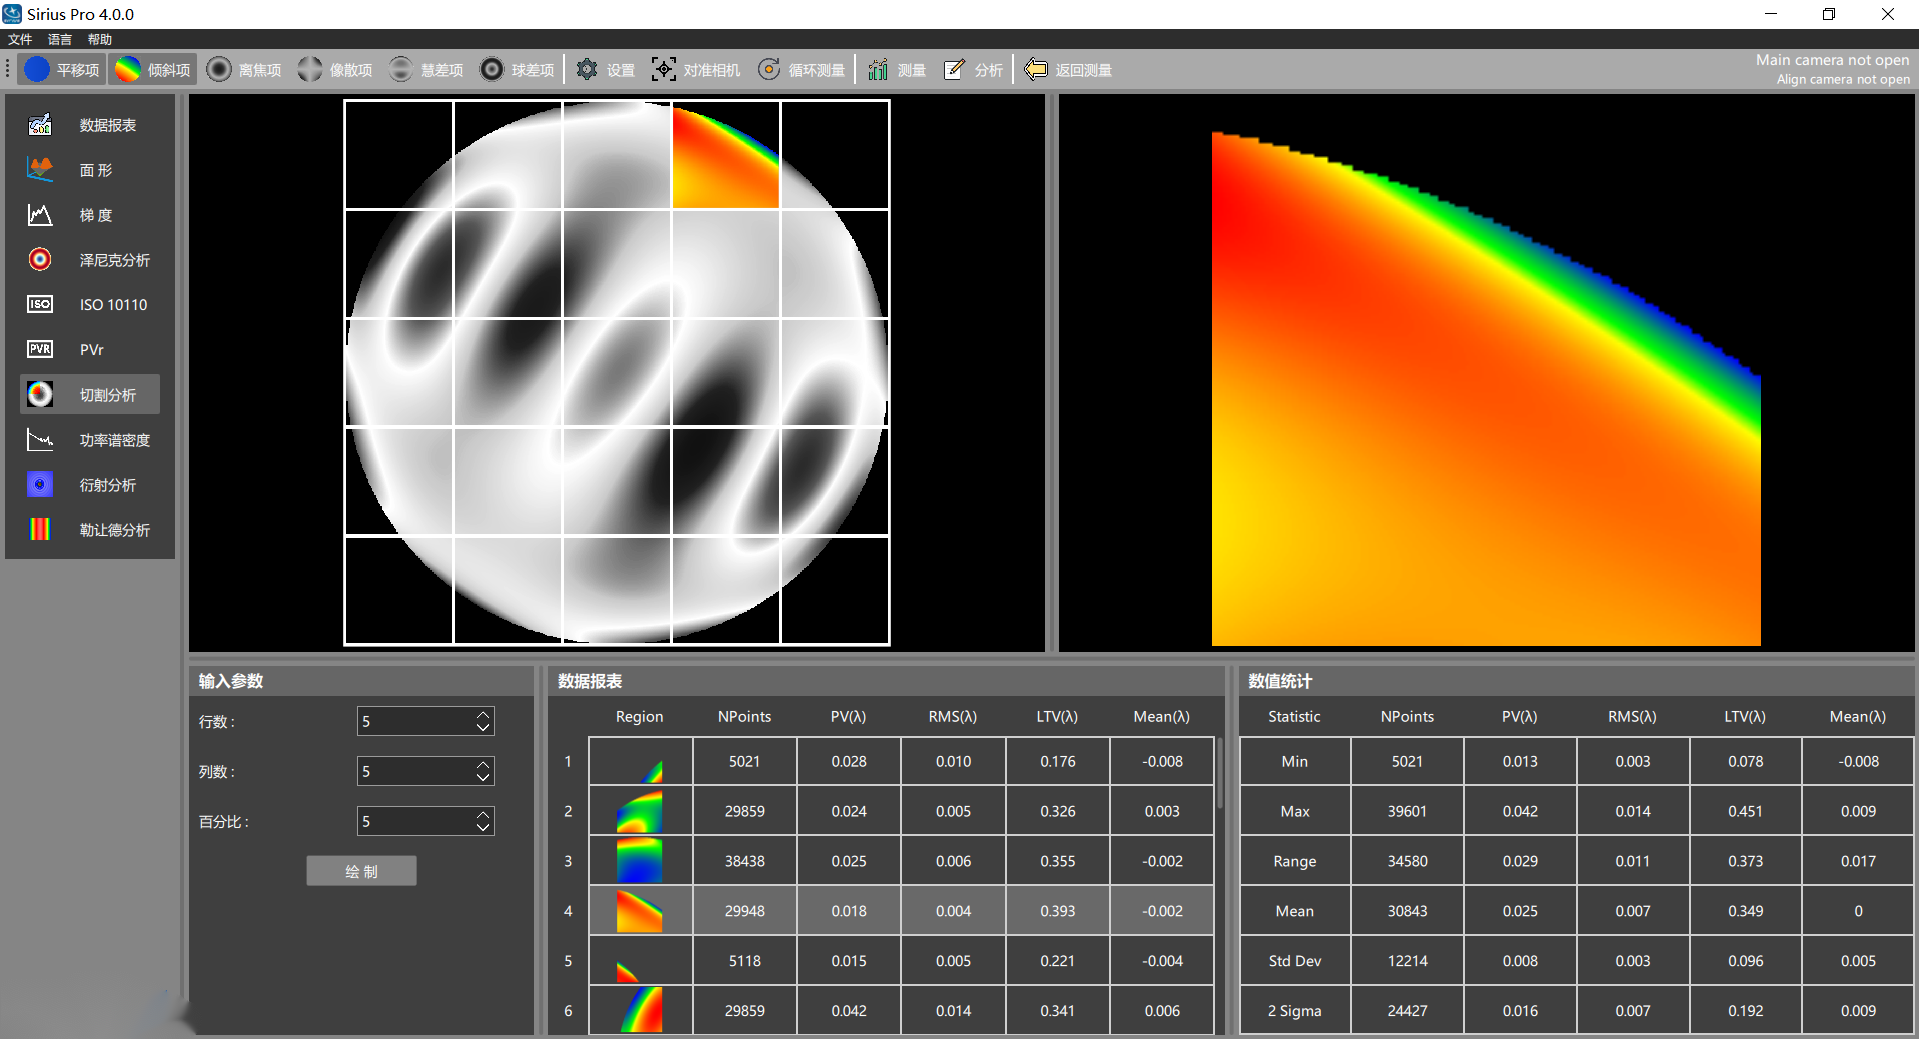 Sirius Pro 4.0.0
文件 语言 帮助
平移项 倾斜项 离焦项 像散项 慧差项 球差项 设置 对准相机 循环测量 测量 分析 返回测量
Main camera not open
Align camera not open
数据报表
面 形
梯 度
泽尼克分析
ISO ISO 10110
PVR PVr
切割分析
功率谱密度
衍射分析
勒让德分析
输入参数
行数 : 5
列数 : 5
百分比 : 5
绘 制
数据报表
Region NPoints PV(λ) RMS(λ) LTV(λ) Mean(λ)
1 5021 0.028 0.010 0.176 -0.008
2 29859 0.024 0.005 0.326 0.003
3 38438 0.025 0.006 0.355 -0.002
4 29948 0.018 0.004 0.393 -0.002
5 5118 0.015 0.005 0.221 -0.004
6 29859 0.042 0.014 0.341 0.006
数值统计
Statistic NPoints PV(λ) RMS(λ) LTV(λ) Mean(λ)
Min 5021 0.013 0.003 0.078 -0.008
Max 39601 0.042 0.014 0.451 0.009
Range 34580 0.029 0.011 0.373 0.017
Mean 30843 0.025 0.007 0.349 0
Std Dev 12214 0.008 0.003 0.096 0.005
2 Sigma 24427 0.016 0.007 0.192 0.009